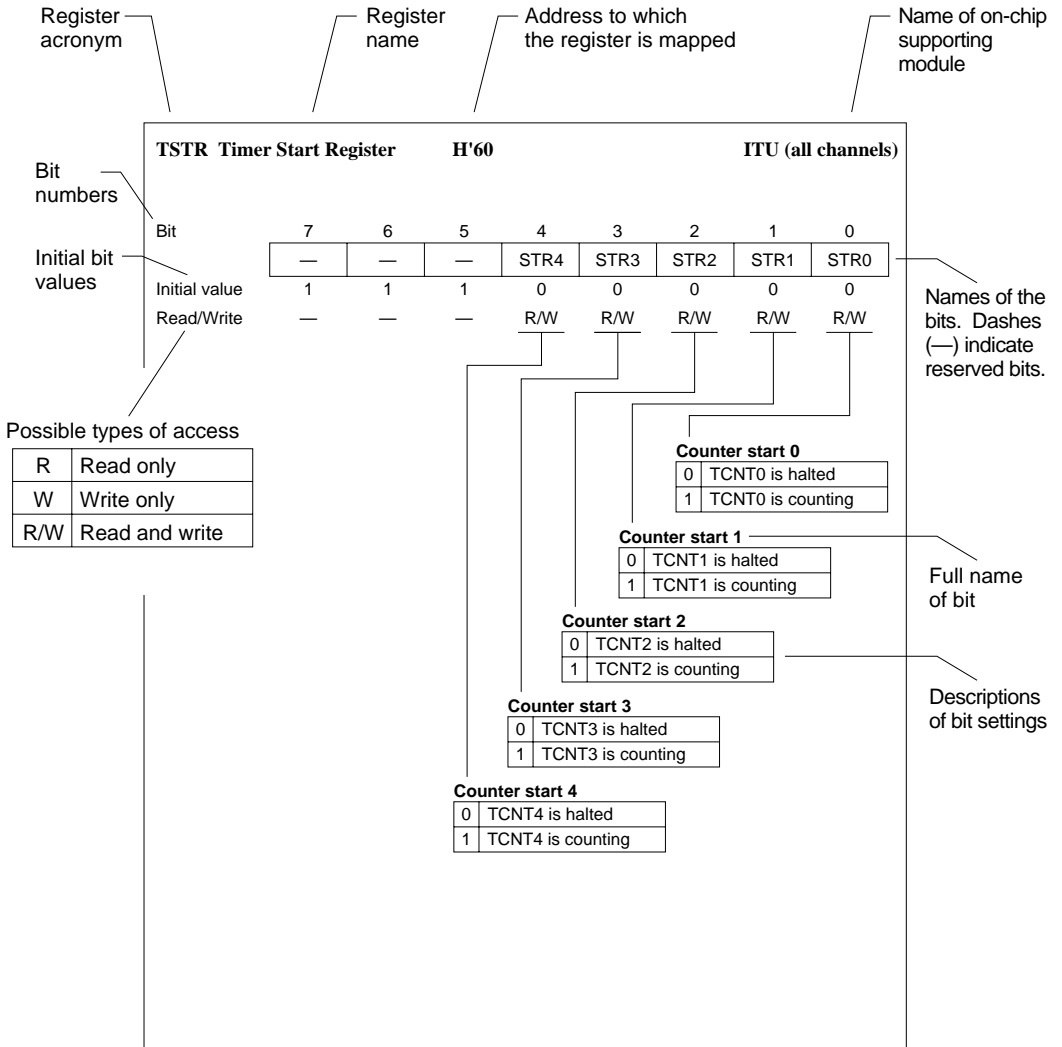 Register
acronym
Register
name
Address to which
the register is mapped
Name of on-chip
supporting
module
TSTR Timer Start Register H'60 ITU (all channels)
Bit
numbers
Bit 7 6 5 4 3 2 1 0
Initial bit
values
— — — STR4 STR3 STR2 STR1 STR0
Initial value 1 1 1 0 0 0 0 0
Read/Write — — — R/W R/W R/W R/W R/W
Names of the
bits. Dashes
(—) indicate
reserved bits.
Possible types of access
R Read only
W Write only
R/W Read and write
Counter start 0
0 TCNT0 is halted
1 TCNT0 is counting
Counter start 1
0 TCNT1 is halted
1 TCNT1 is counting
Full name
of bit
Counter start 2
0 TCNT2 is halted
1 TCNT2 is counting
Descriptions
of bit settings
Counter start 3
0 TCNT3 is halted
1 TCNT3 is counting
Counter start 4
0 TCNT4 is halted
1 TCNT4 is counting